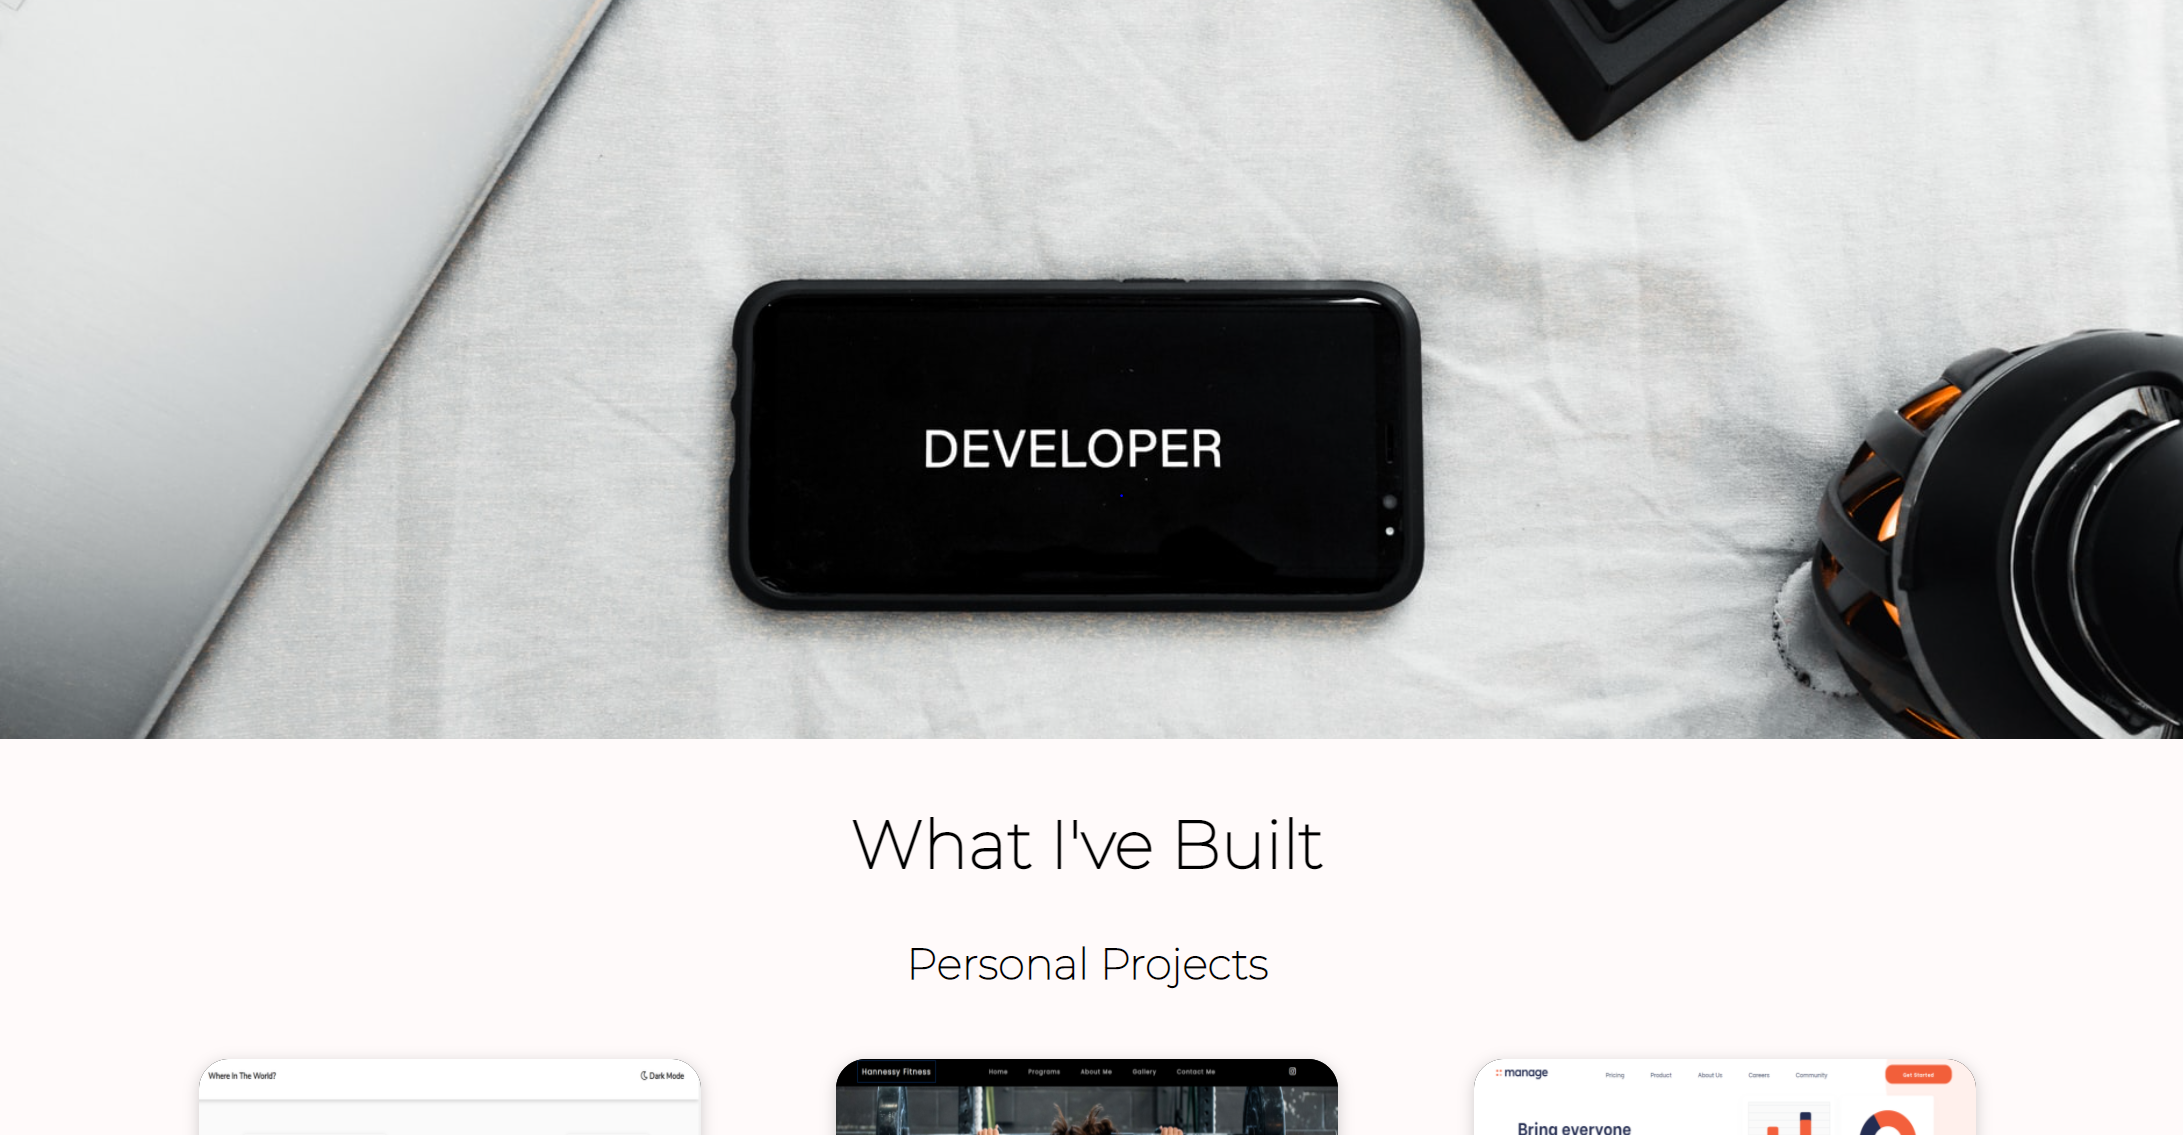 DEVELOPER
What I've Built
Personal Projects
Where In The World?
Dark Mode
Hannessy Fitness
Home Programs About Me Gallery Contact Me
manage
Pricing Product About Us Careers Community
Get Started
Bring everyone